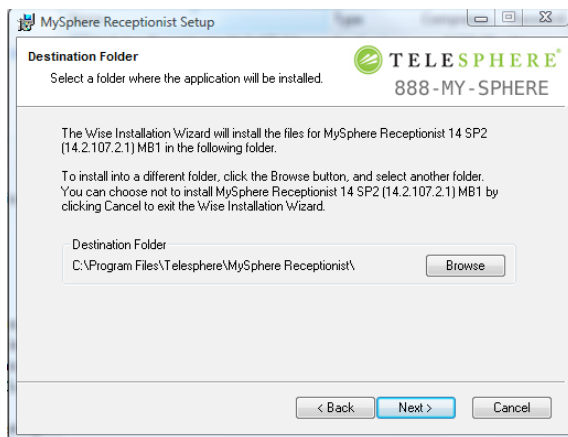 MySphere Receptionist Setup
Destination Folder
Select a folder where the application will be installed.
TELESPHERE®
888-MY-SPHERE
The Wise Installation Wizard will install the files for MySphere Receptionist 14 SP2
(14.2.107.2.1) MB1 in the following folder.
To install into a different folder, click the Browse button, and select another folder.
You can choose not to install MySphere Receptionist 14 SP2 (14.2.107.2.1) MB1 by
clicking Cancel to exit the Wise Installation Wizard.
Destination Folder
C:\Program Files\Telesphere\MySphere Receptionist\
Browse
< Back
Next >
Cancel